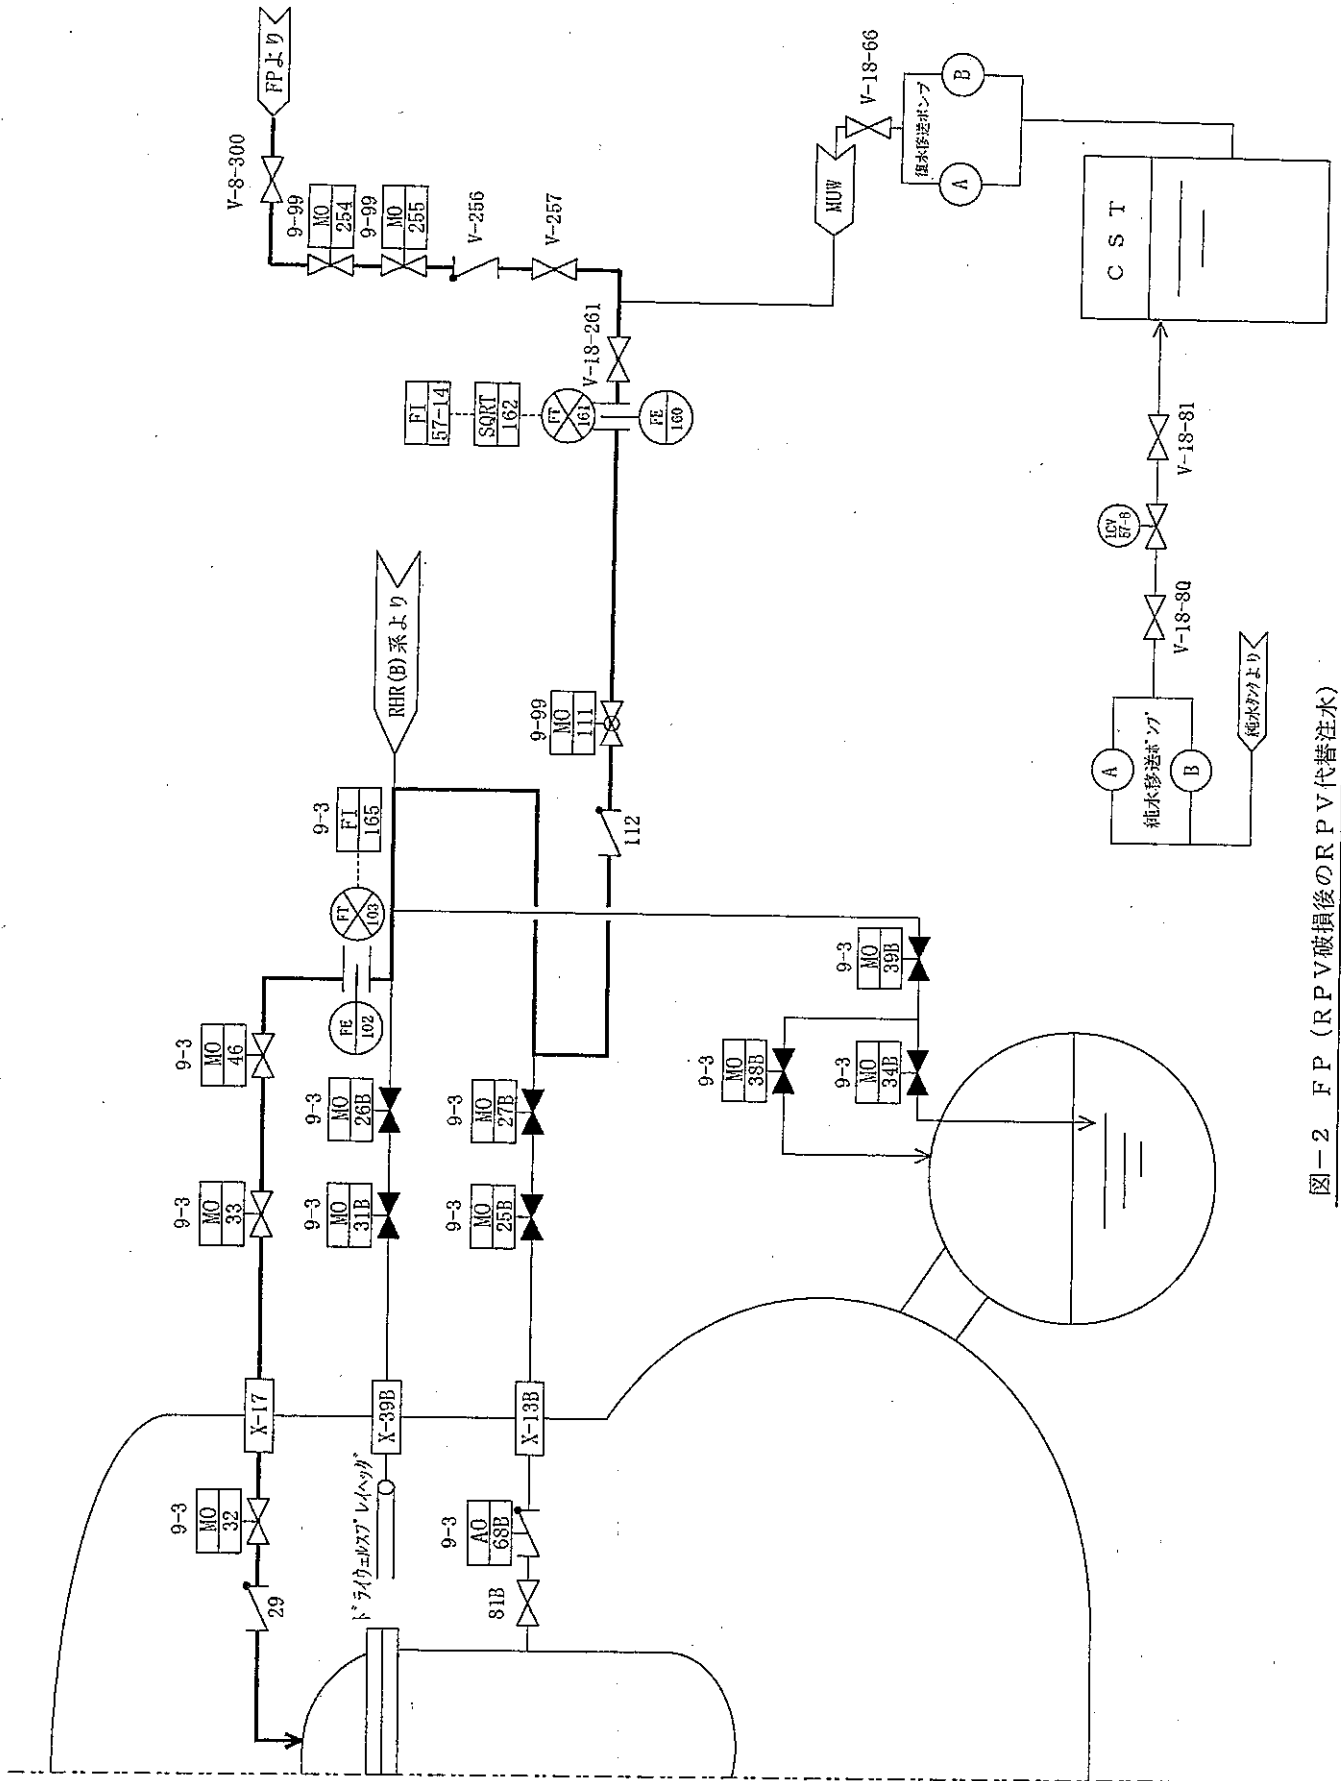 FPより
V-8-300
9-99
MO
254
9-99
MO
255
V-256
V-257
V-18-261
FI
57-14
SQRT
162
FT
161
FE
160
MUW
V-18-66
復水移送ポンプ
A
B
CST
V-18-81
LCV
57-8
V-18-80
純水移送ポンプ
A
B
純水タンクより
RHR(B)系より
9-99
MO
111
112
9-3
FI
165
FT
103
FE
102
9-3
MO
46
9-3
MO
33
9-3
MO
26B
9-3
MO
31B
9-3
MO
27B
9-3
MO
25B
9-3
MO
39B
9-3
MO
38B
9-3
MO
34B
X-17
X-39B
X-13B
9-3
MO
32
29
ドライウェルスプレイヘッダ
9-3
AO
68B
81B
図-2 FP(RPV破損後のRPV代替注水)